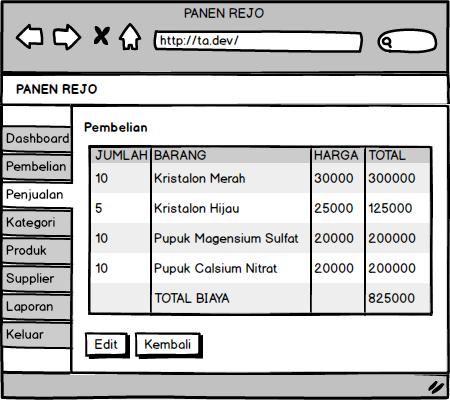 PANEN REJO
http://ta.dev/
PANEN REJO
Dashboard
Pembelian
Penjualan
Kategori
Produk
Supplier
Laporan
Keluar
Pembelian
JUMLAH BARANG HARGA TOTAL
10 Kristalon Merah 30000 300000
5 Kristalon Hijau 25000 125000
10 Pupuk Magensium Sulfat 20000 200000
10 Pupuk Calsium Nitrat 20000 200000
TOTAL BIAYA 825000
Edit Kembali